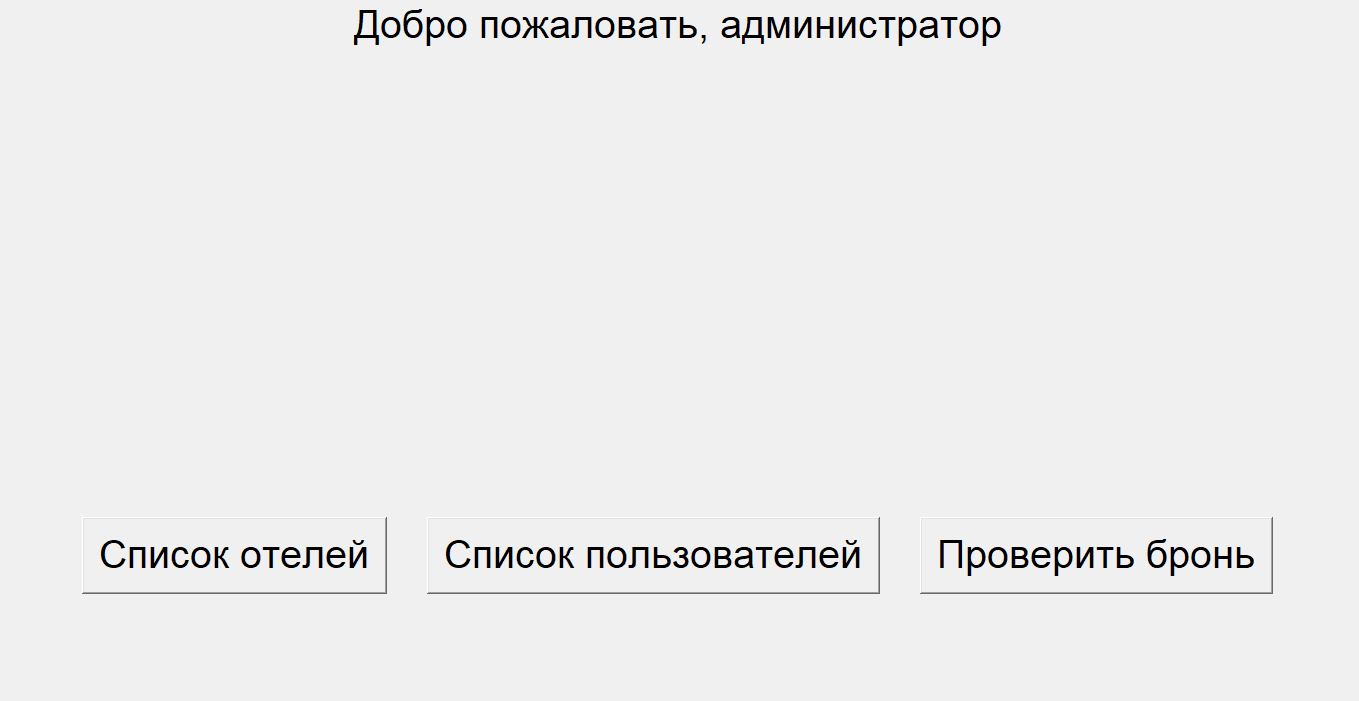 Добро пожаловать, администратор
Список отелей
Список пользователей
Проверить бронь